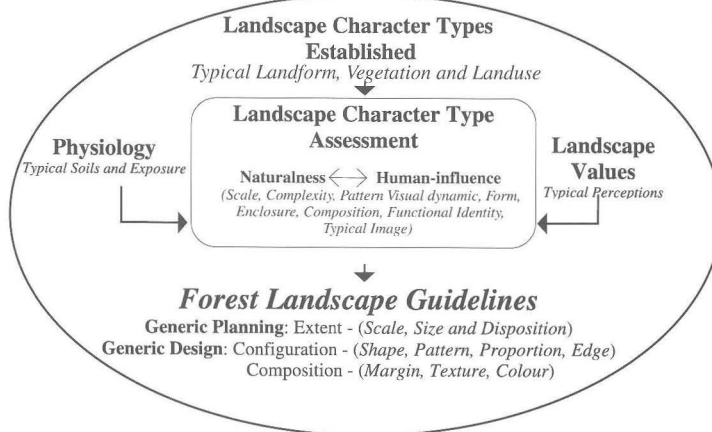 Landscape Character Types
Established
Typical Landform, Vegetation and Landuse
Landscape Character Type
Assessment
Physiology
Typical Soils and Exposure
Landscape
Values
Typical Perceptions
Naturalness Human-influence
(Scale, Complexity, Pattern Visual dynamic, Form,
Enclosure, Composition, Functional Identity,
Typical Image)
Forest Landscape Guidelines
Generic Planning: Extent - (Scale, Size and Disposition)
Generic Design: Configuration - (Shape, Pattern, Proportion, Edge)
Composition - (Margin, Texture, Colour)